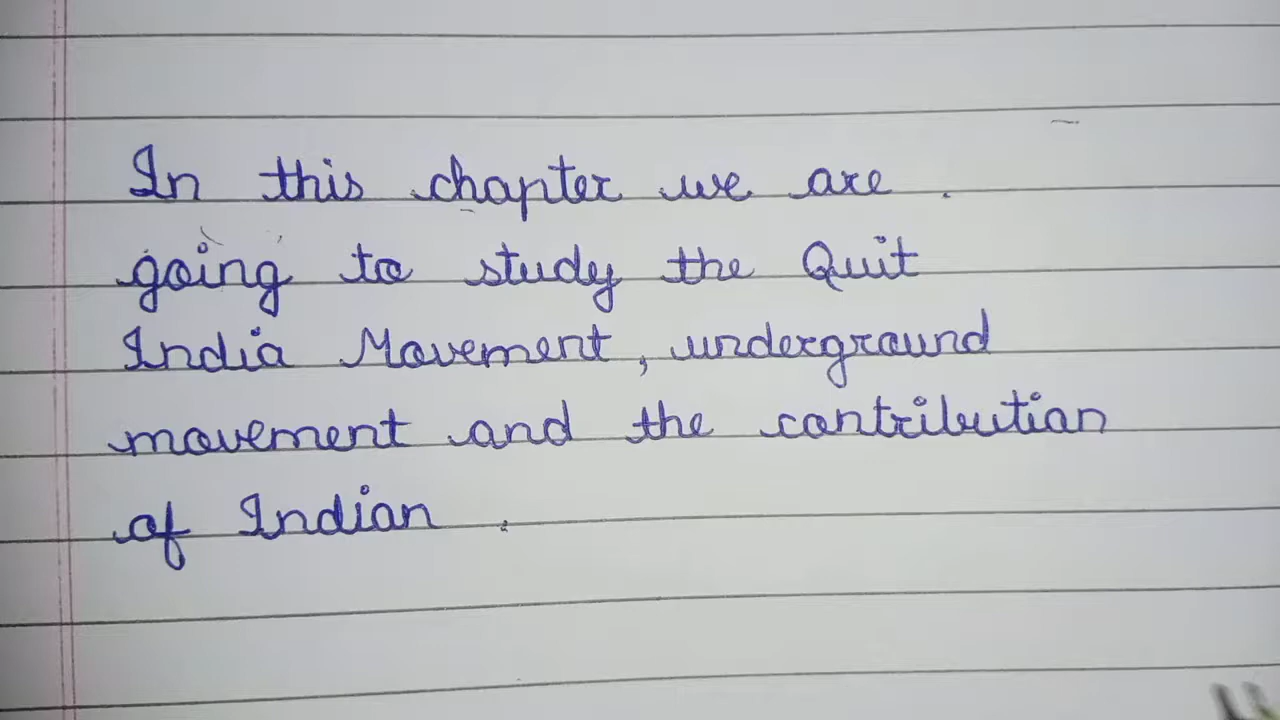 In this chapter we are .
going to study the Quit
India Movement, underground
movement and the contribution
of Indian .